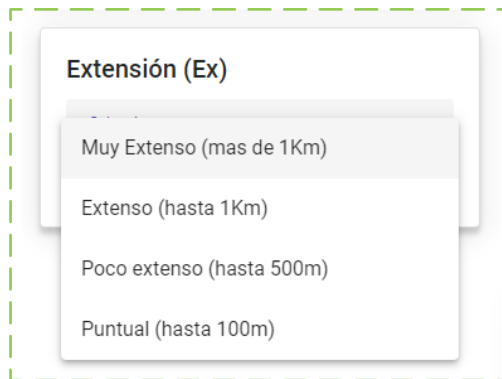 Extensión (Ex)
Muy Extenso (mas de 1Km)
Extenso (hasta 1Km)
Poco extenso (hasta 500m)
Puntual (hasta 100m)